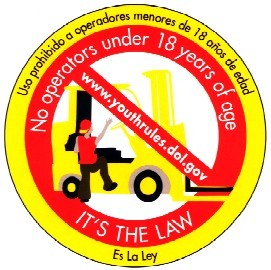 Uso prohibido a operadores menores de 18 años de edad
No operators under 18 years of age
www.youthrules.dol.gov
IT'S THE LAW
Es La Ley